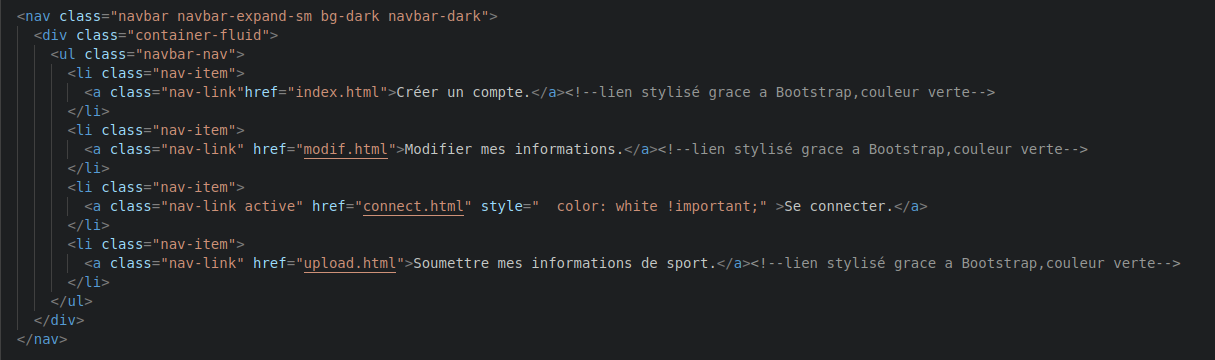 <nav class="navbar navbar-expand-sm bg-dark navbar-dark">
<div class="container-fluid">
<ul class="navbar-nav">
<li class="nav-item">
<a class="nav-link"href="index.html">Créer un compte.</a><!--lien stylisé grace a Bootstrap,couleur verte-->
</li>
<li class="nav-item">
<a class="nav-link" href="modif.html">Modifier mes informations.</a><!--lien stylisé grace a Bootstrap,couleur verte-->
</li>
<li class="nav-item">
<a class="nav-link active" href="connect.html" style="  color: white !important;" >Se connecter.</a>
</li>
<li class="nav-item">
<a class="nav-link" href="upload.html">Soumettre mes informations de sport.</a><!--lien stylisé grace a Bootstrap,couleur verte-->
</li>
</ul>
</div>
</nav>